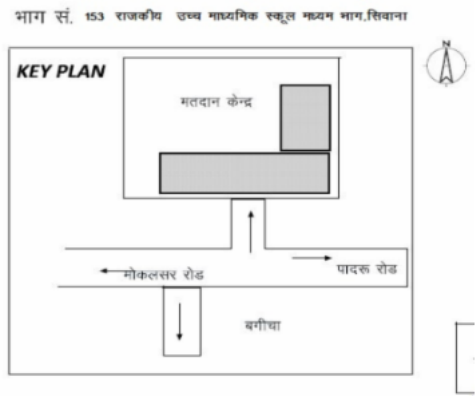 भाग सं. 153 राजकीय उच्च माध्यमिक स्कूल मध्यम भाग,सिवाना
KEY PLAN
N
मतदान केन्द्र
पादरू रोड
मोकलसर रोड
बगीचा